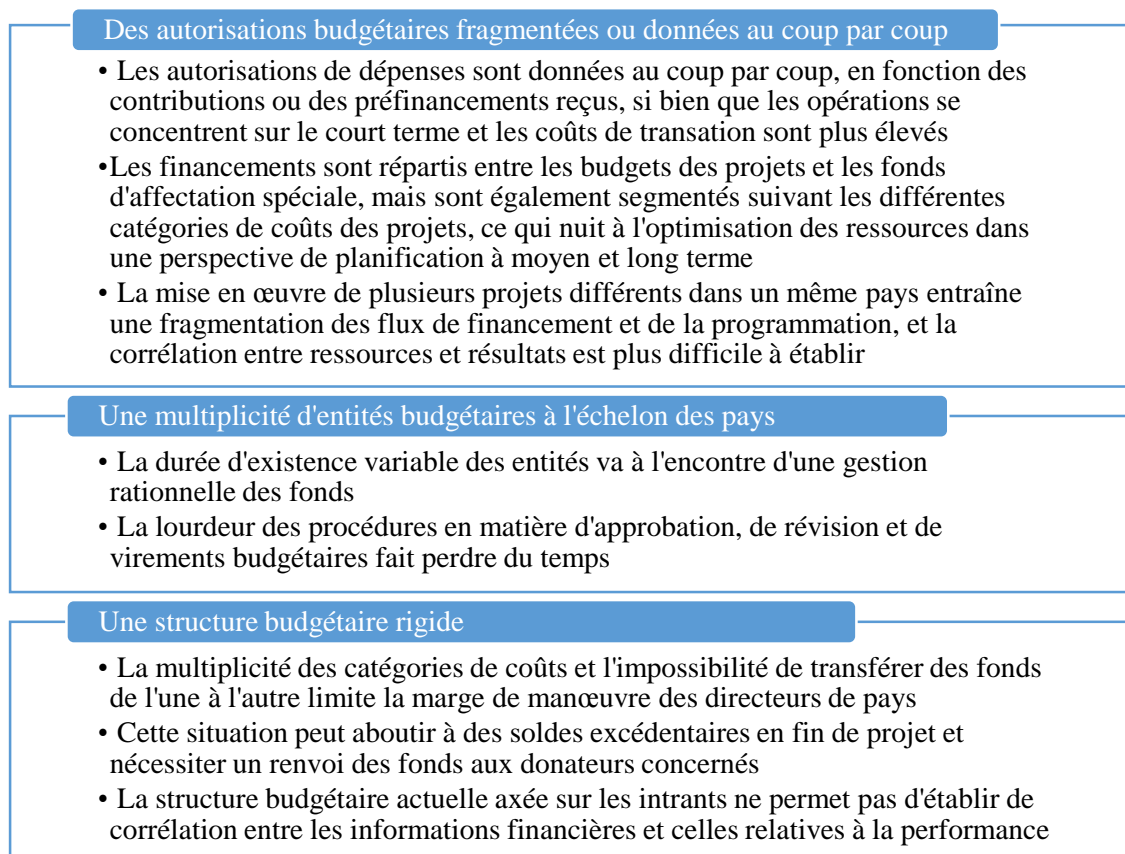 Des autorisations budgétaires fragmentées ou données au coup par coup
• Les autorisations de dépenses sont données au coup par coup, en fonction des
contributions ou des préfinancements reçus, si bien que les opérations se
concentrent sur le court terme et les coûts de transation sont plus élevés
•Les financements sont répartis entre les budgets des projets et les fonds
d'affectation spéciale, mais sont également segmentés suivant les différentes
catégories de coûts des projets, ce qui nuit à l'optimisation des ressources dans
une perspective de planification à moyen et long terme
• La mise en œuvre de plusieurs projets différents dans un même pays entraîne
une fragmentation des flux de financement et de la programmation, et la
corrélation entre ressources et résultats est plus difficile à établir
Une multiplicité d'entités budgétaires à l'échelon des pays
• La durée d'existence variable des entités va à l'encontre d'une gestion
rationnelle des fonds
• La lourdeur des procédures en matière d'approbation, de révision et de
virements budgétaires fait perdre du temps
Une structure budgétaire rigide
• La multiplicité des catégories de coûts et l'impossibilité de transférer des fonds
de l'une à l'autre limite la marge de manœuvre des directeurs de pays
• Cette situation peut aboutir à des soldes excédentaires en fin de projet et
nécessiter un renvoi des fonds aux donateurs concernés
• La structure budgétaire actuelle axée sur les intrants ne permet pas d'établir de
corrélation entre les informations financières et celles relatives à la performance